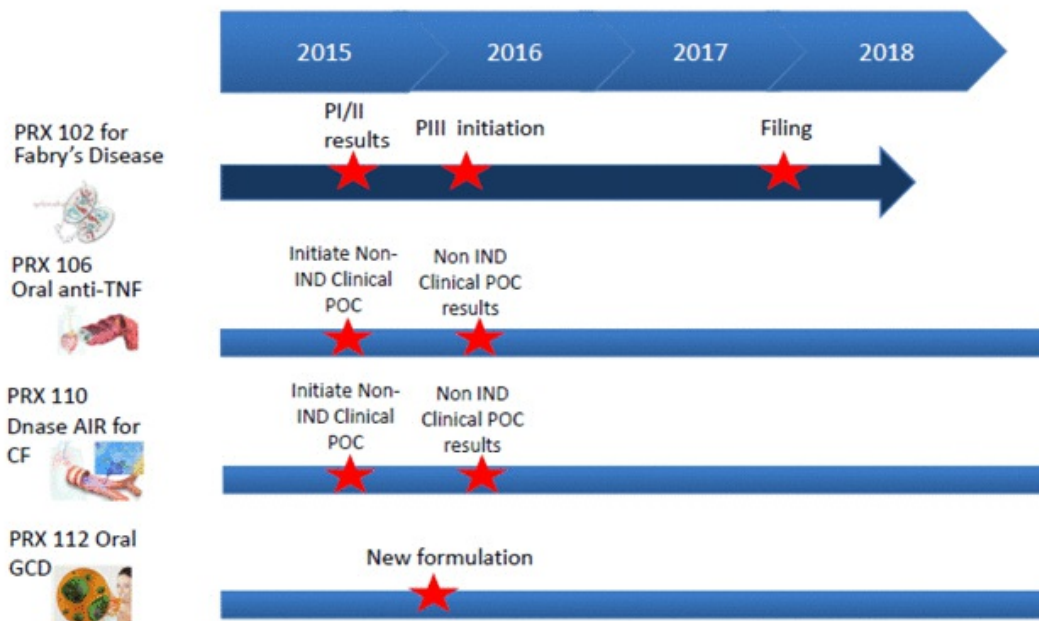 2015
2016
2017
2018
PRX 102 for
Fabry's Disease
PI/II
results
PIII initiation
Filing
PRX 106
Oral anti-TNF
Initiate Non-
IND Clinical
POC
Non IND
Clinical POC
results
PRX 110
Dnase AIR for
CF
Initiate Non-
IND Clinical
POC
Non IND
Clinical POC
results
PRX 112 Oral
GCD
New formulation